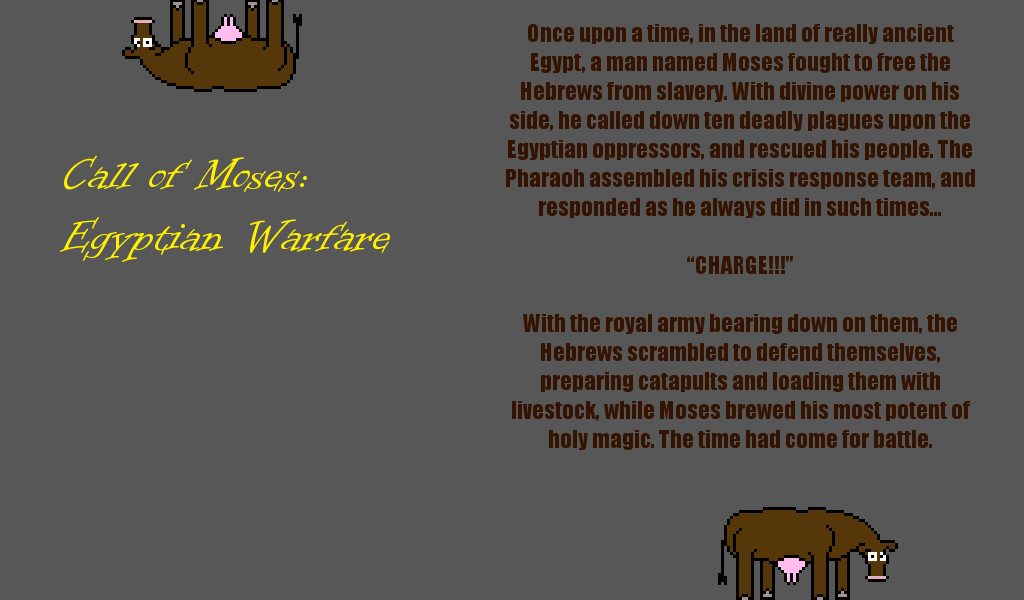 Call of Moses:
Egyptian Warfare
Once upon a time, in the land of really ancient
Egypt, a man named Moses fought to free the
Hebrews from slavery. With divine power on his
side, he called down ten deadly plagues upon the
Egyptian oppressors, and rescued his people. The
Pharaoh assembled his crisis response team, and
responded as he always did in such times...
“CHARGE!!!”
With the royal army bearing down on them, the
Hebrews scrambled to defend themselves,
preparing catapults and loading them with
livestock, while Moses brewed his most potent of
holy magic. The time had come for battle.